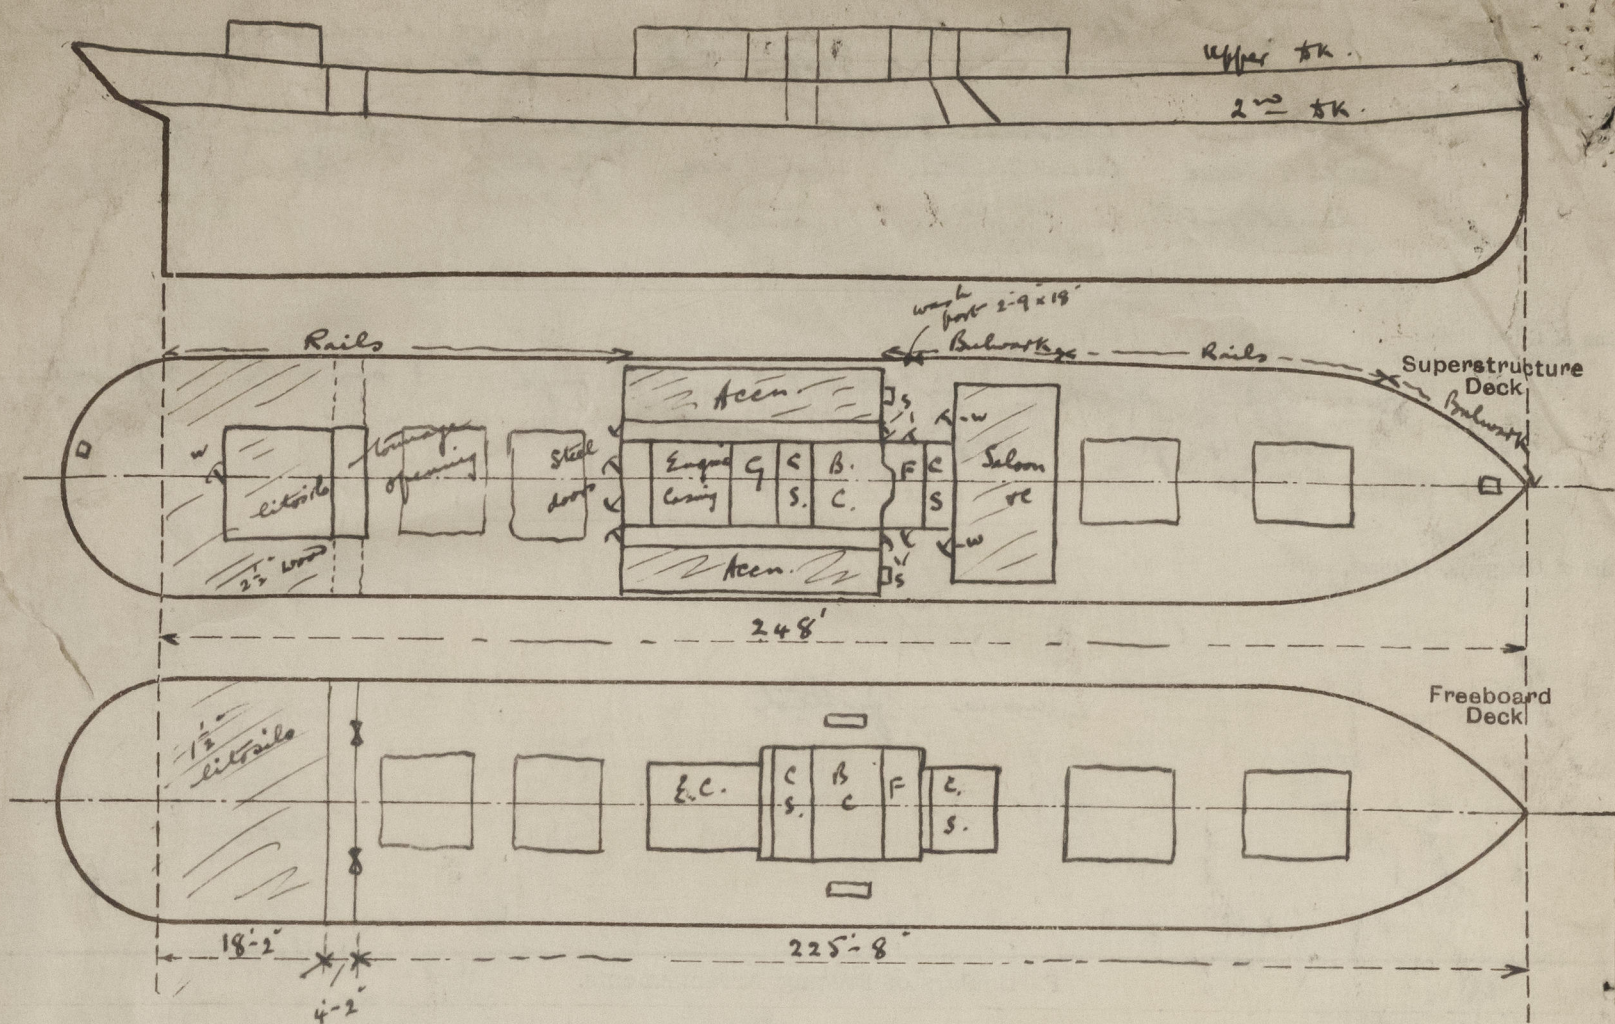 Upper DK.
2nd DK.
wash
port 2'-9"x18"
Rails
Bulwarks
Rails
Superstructure
Deck
Bulwark
Accn.
S
w
w
tonnage
opening
Steel
doors
Engine
Casing
G
C
S.
B.
C.
F
C
S
Saloon
litosilo
2½" wood
w
Accn.
S
248'
Freeboard
Deck
1½"
litosilo
E.C.
C
S.
B
C
F
C.
S.
18'-2"
225'-8"
4'-2"